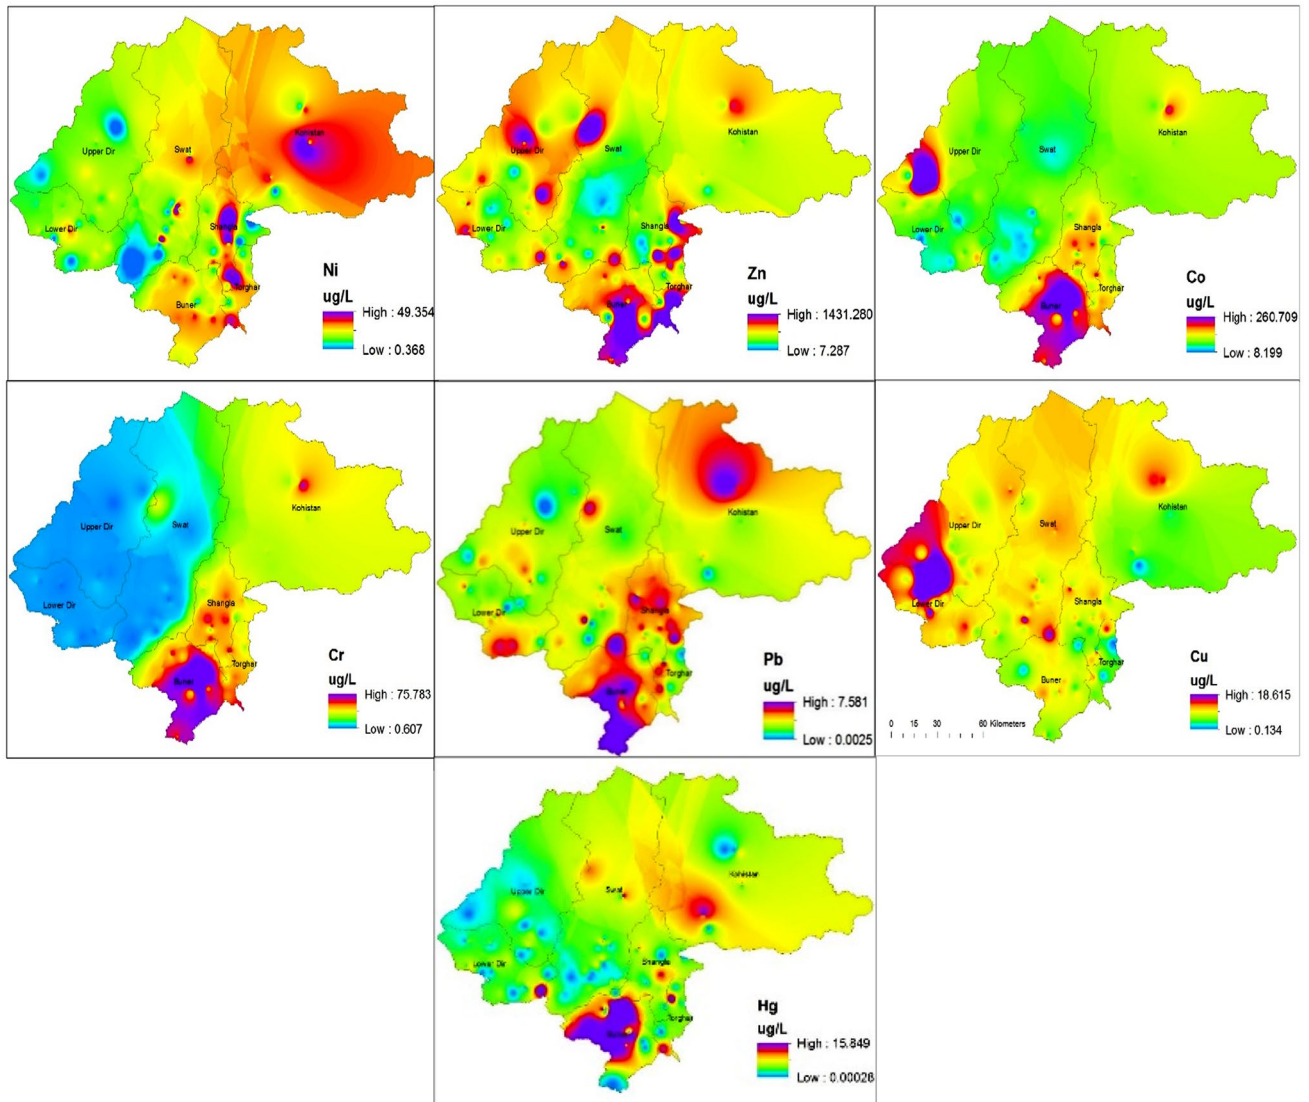 Kohistan
Upper Dir
Swat
Lower Dir
Shangla
Torghar
Buner
Ni
ug/L
High : 49.354
Low : 0.368
Upper Dir
Swat
Lower Dir
Shangla
Torghar
Zn
ug/L
High : 1431.280
Low : 7.287
Kohistan
Upper Dir
Swat
Lower Dir
Shangla
Torghar
Buner
Co
ug/L
High : 260.709
Low : 8.199
Kohistan
Upper Dir
Swat
Lower Dir
Shangla
Torghar
Buner
Cr
ug/L
High : 75.783
Low : 0.607
Kohistan
Upper Dir
Swat
Lower Dir
Shangla
Torghar
Buner
Pb
ug/L
High : 7.581
Low : 0.0025
Kohistan
Upper Dir
Swat
Lower Dir
Shangla
Torghar
Buner
Cu
ug/L
High : 18.615
Low : 0.134
0 15 30 60 Kilometers
Kohistan
Upper Dir
Swat
Lower Dir
Shangla
Torghar
Hg
ug/L
High : 15.849
Low : 0.00028